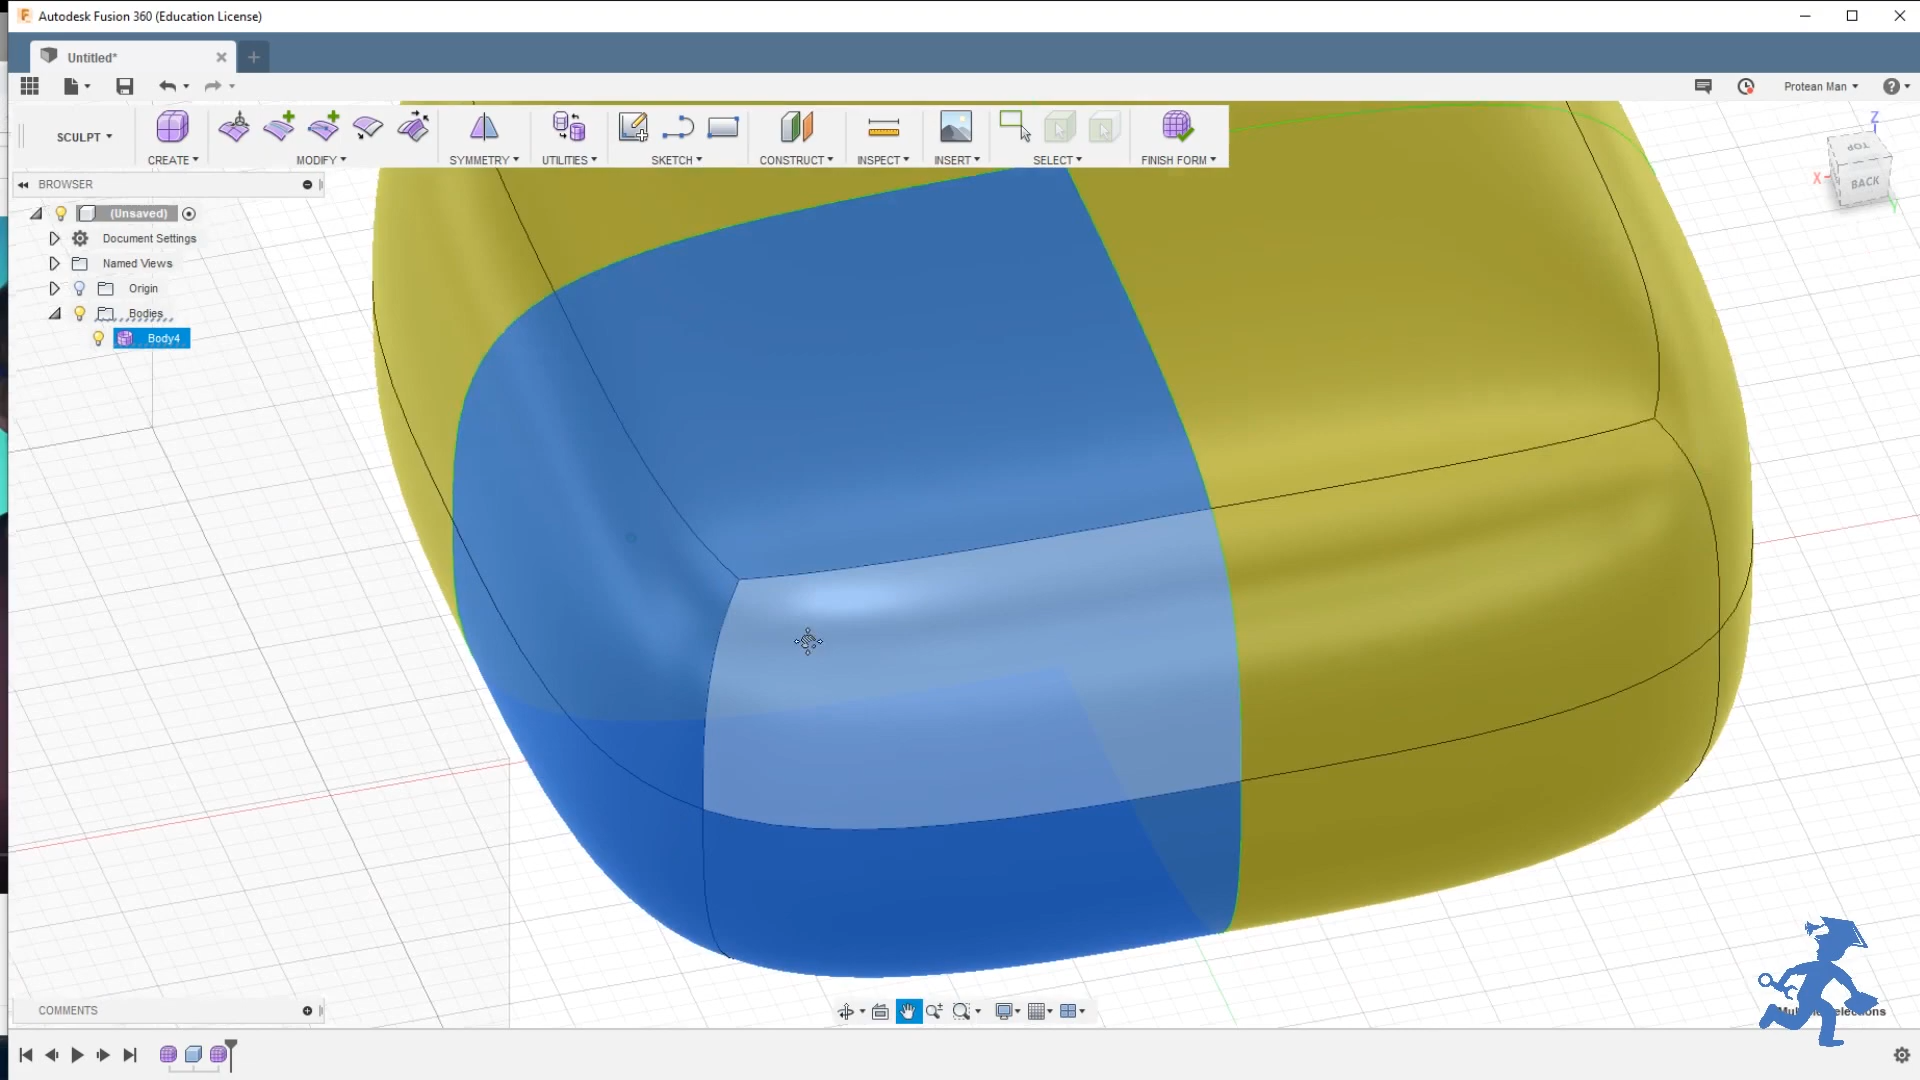 Autodesk Fusion 360 (Education License)
Untitled*
Protean Man
SCULPT
CREATE
MODIFY
SYMMETRY
UTILITIES
SKETCH
CONSTRUCT
INSPECT
INSERT
SELECT
FINISH FORM
BROWSER
(Unsaved)
Document Settings
Named Views
Origin
Bodies
Body4
Z
TOP
X
BACK
Y
COMMENTS